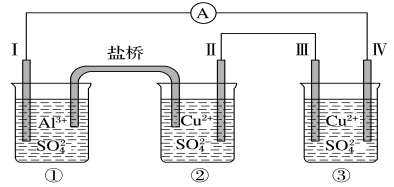 A
Ⅰ 盐桥 Ⅱ Ⅲ Ⅳ
Al³⁺ Cu²⁺ Cu²⁺
SO₄²⁻ SO₄²⁻ SO₄²⁻
① ② ③